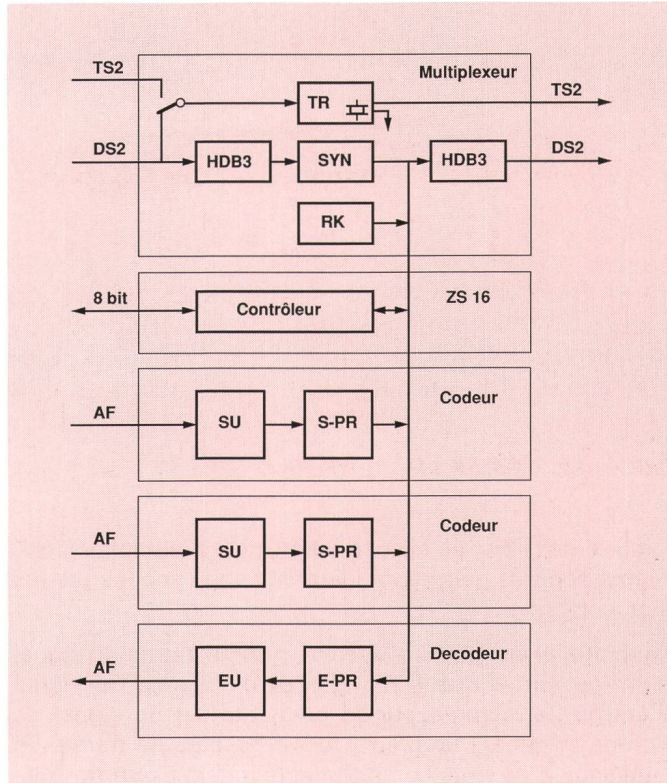 Multiplexeur
TS2
TR
TS2
DS2
HDB3
SYN
HDB3
DS2
RK
8 bit
Contrôleur
ZS 16
AF
SU
S-PR
Codeur
AF
SU
S-PR
Codeur
AF
EU
E-PR
Decodeur